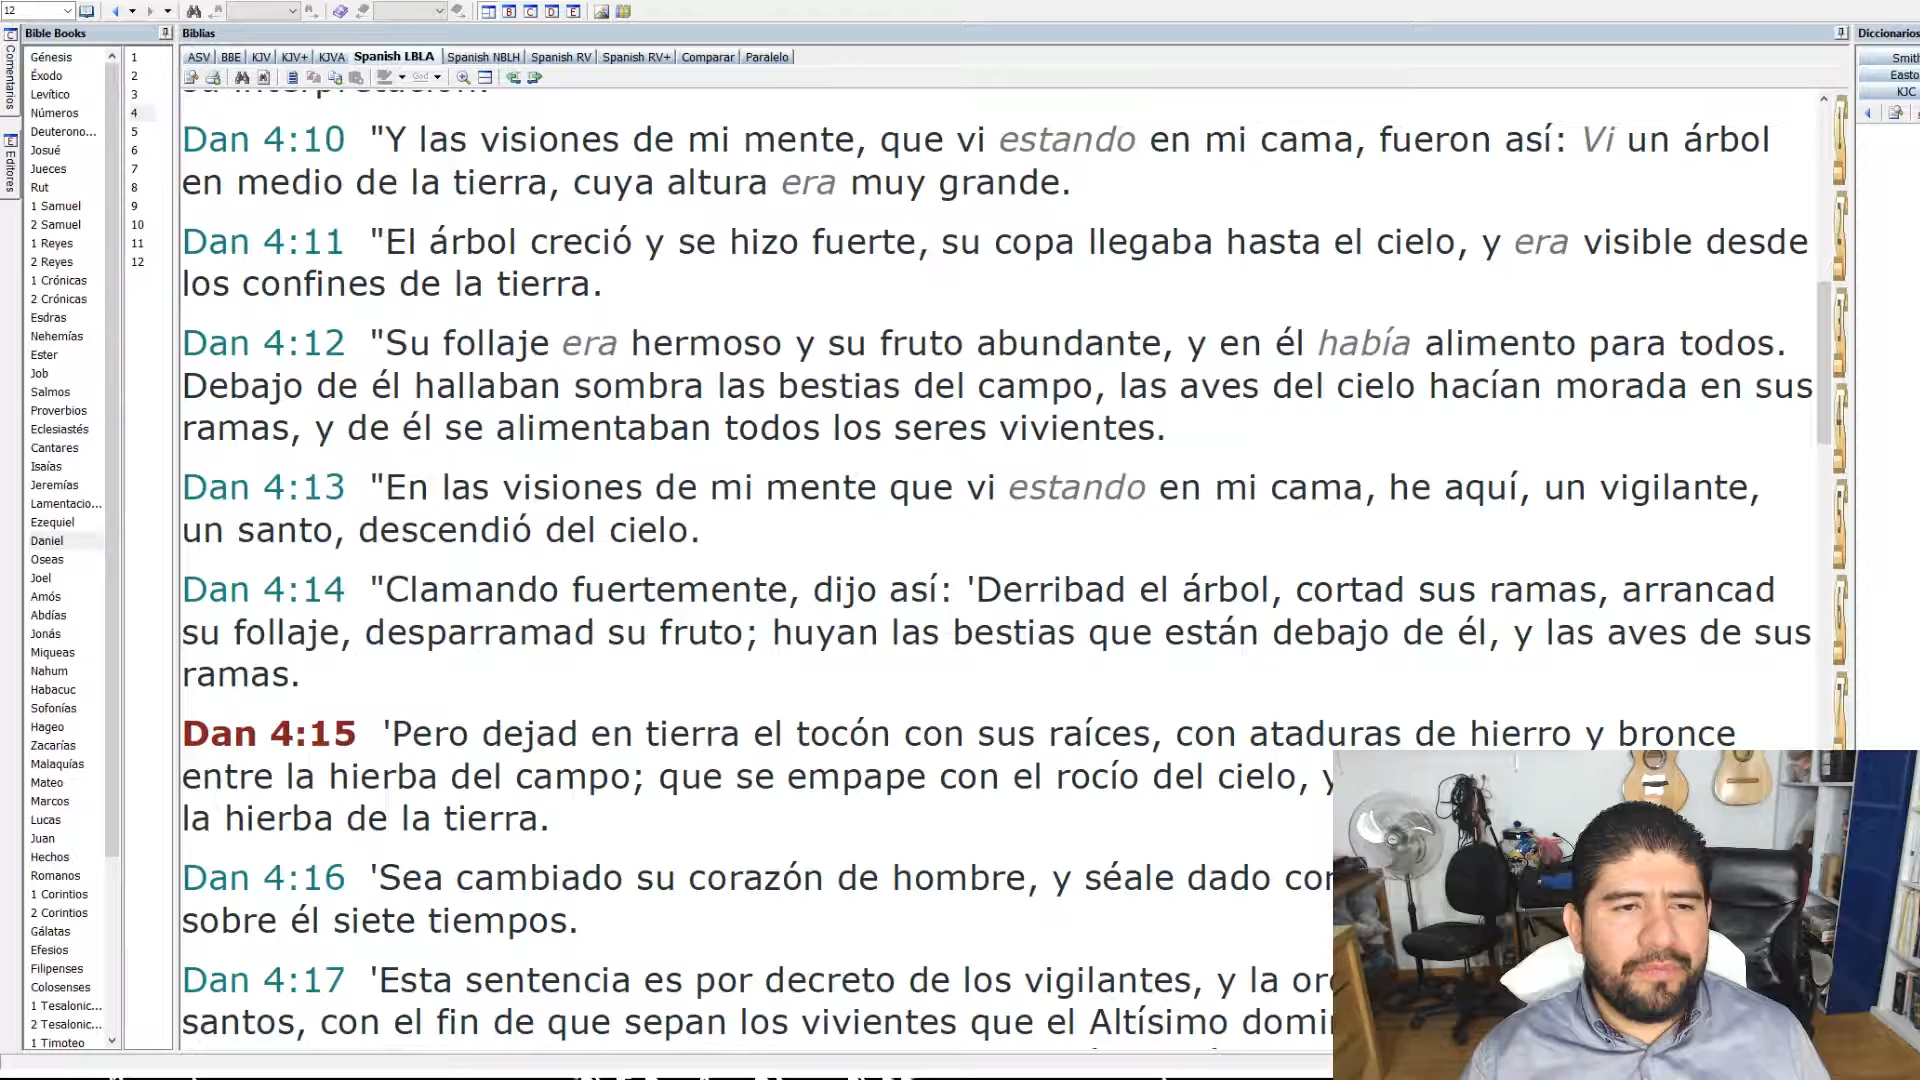 12
Bible Books
Biblias
Diccionarios
Comentarios
Editores
ASV BBE KJV KJV+ KJVA Spanish LBLA Spanish NBLH Spanish RV Spanish RV+ Comparar Paralelo
Smith
Easto
KJC
Génesis
Éxodo
Levítico
Números
Deuterono...
Josué
Jueces
Rut
1 Samuel
2 Samuel
1 Reyes
2 Reyes
1 Crónicas
2 Crónicas
Esdras
Nehemías
Ester
Job
Salmos
Proverbios
Eclesiastés
Cantares
Isaías
Jeremías
Lamentacio...
Ezequiel
Daniel
Oseas
Joel
Amós
Abdías
Jonás
Miqueas
Nahum
Habacuc
Sofonías
Hageo
Zacarías
Malaquías
Mateo
Marcos
Lucas
Juan
Hechos
Romanos
1 Corintios
2 Corintios
Gálatas
Efesios
Filipenses
Colosenses
1 Tesalonic...
2 Tesalonic...
1 Timoteo
1
2
3
4
5
6
7
8
9
10
11
12
su interpretación.
Dan 4:10 "Y las visiones de mi mente, que vi estando en mi cama, fueron así: Vi un árbol
en medio de la tierra, cuya altura era muy grande.
Dan 4:11 "El árbol creció y se hizo fuerte, su copa llegaba hasta el cielo, y era visible desde
los confines de la tierra.
Dan 4:12 "Su follaje era hermoso y su fruto abundante, y en él había alimento para todos.
Debajo de él hallaban sombra las bestias del campo, las aves del cielo hacían morada en sus
ramas, y de él se alimentaban todos los seres vivientes.
Dan 4:13 "En las visiones de mi mente que vi estando en mi cama, he aquí, un vigilante,
un santo, descendió del cielo.
Dan 4:14 "Clamando fuertemente, dijo así: 'Derribad el árbol, cortad sus ramas, arrancad
su follaje, desparramad su fruto; huyan las bestias que están debajo de él, y las aves de sus
ramas.
Dan 4:15 'Pero dejad en tierra el tocón con sus raíces, con ataduras de hierro y bronce
entre la hierba del campo; que se empape con el rocío del cielo, y
la hierba de la tierra.
Dan 4:16 'Sea cambiado su corazón de hombre, y séale dado cor
sobre él siete tiempos.
Dan 4:17 'Esta sentencia es por decreto de los vigilantes, y la ord
santos, con el fin de que sepan los vivientes que el Altísimo domin